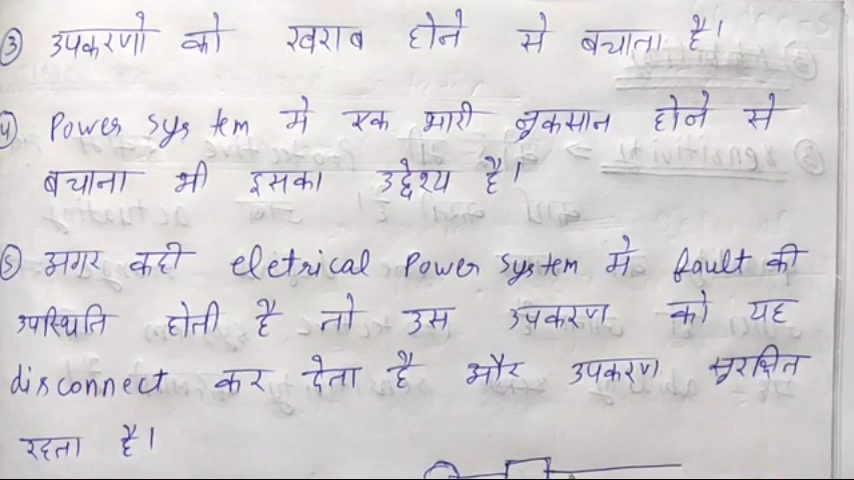 ③ उपकरणो को खराब होने से बचाता है।
④ Power system मे एक भारी नुकसान होने से
बचाना भी इसका उद्देश्य है।
⑤ अगर कही eletrical Power system मे fault की
उपस्थिति होती है तो उस उपकरण को यह
disconnect कर देता है और उपकरण सुरक्षित
रहता है।